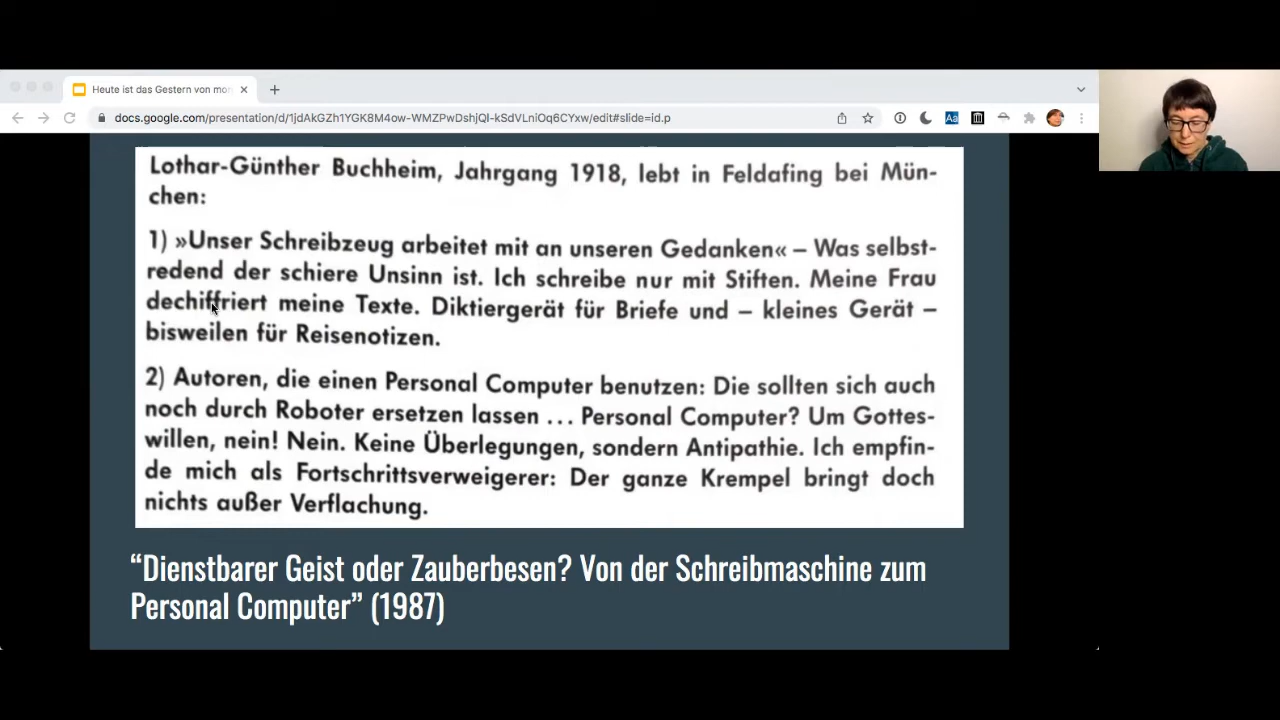 Heute ist das Gestern von mor
docs.google.com/presentation/d/1jdAkGZh1YGK8M4ow-WMZPwDshjQI-kSdVLniOq6CYxw/edit#slide=id.p
Aa
Lothar-Günther Buchheim, Jahrgang 1918, lebt in Feldafing bei Mün-
chen:
1) »Unser Schreibzeug arbeitet mit an unseren Gedanken« – Was selbst-
redend der schiere Unsinn ist. Ich schreibe nur mit Stiften. Meine Frau
dechiffriert meine Texte. Diktiergerät für Briefe und – kleines Gerät –
bisweilen für Reisenotizen.
2) Autoren, die einen Personal Computer benutzen: Die sollten sich auch
noch durch Roboter ersetzen lassen ... Personal Computer? Um Gottes-
willen, nein! Nein. Keine Überlegungen, sondern Antipathie. Ich empfin-
de mich als Fortschrittsverweigerer: Der ganze Krempel bringt doch
nichts außer Verflachung.
“Dienstbarer Geist oder Zauberbesen? Von der Schreibmaschine zum
Personal Computer” (1987)